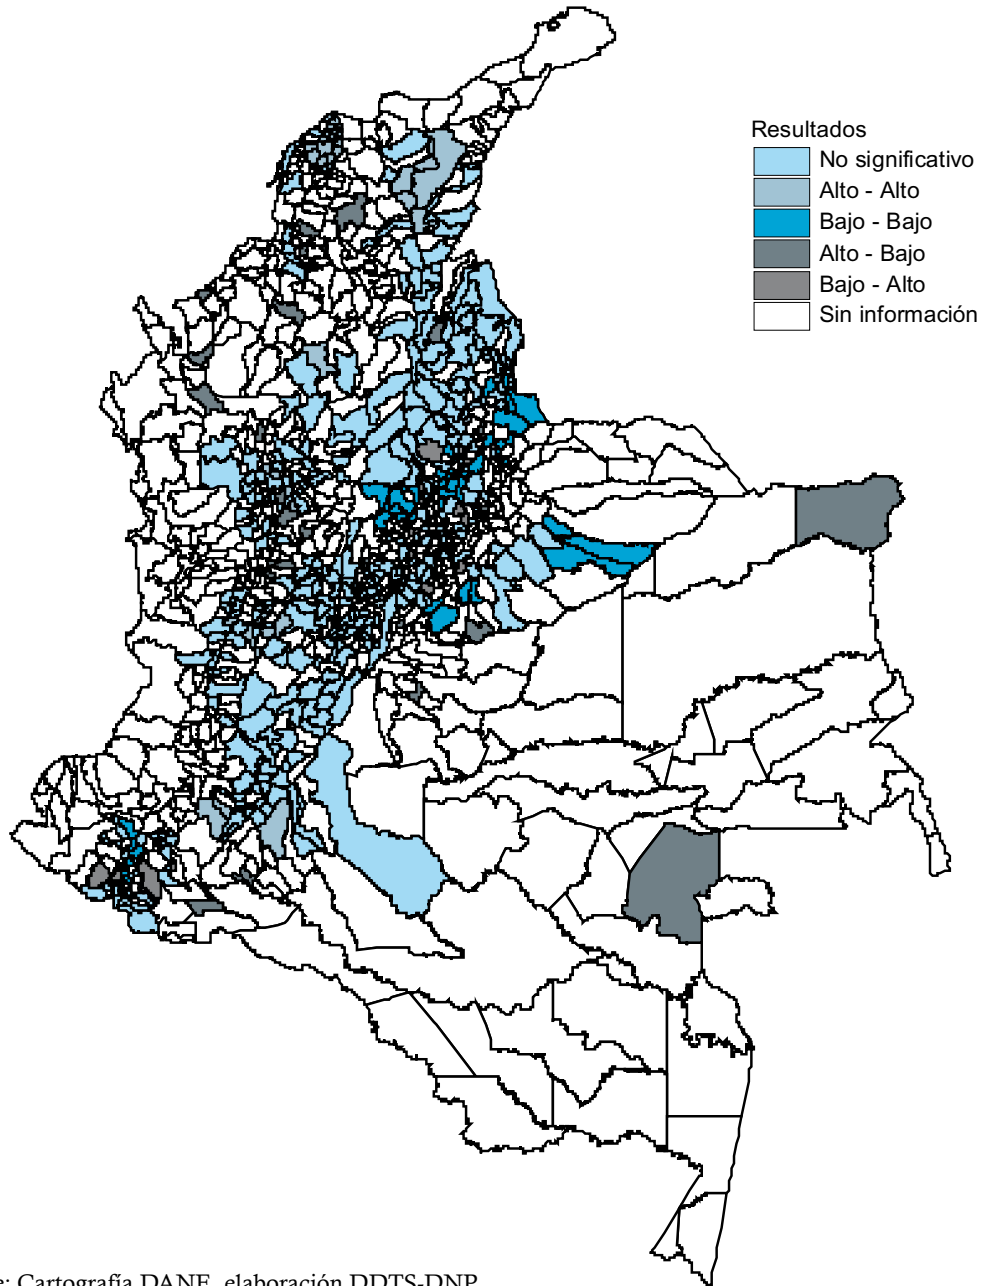 Resultados
No significativo
Alto - Alto
Bajo - Bajo
Alto - Bajo
Bajo - Alto
Sin información
: Cartografía DANE, elaboración DDTS-DNP